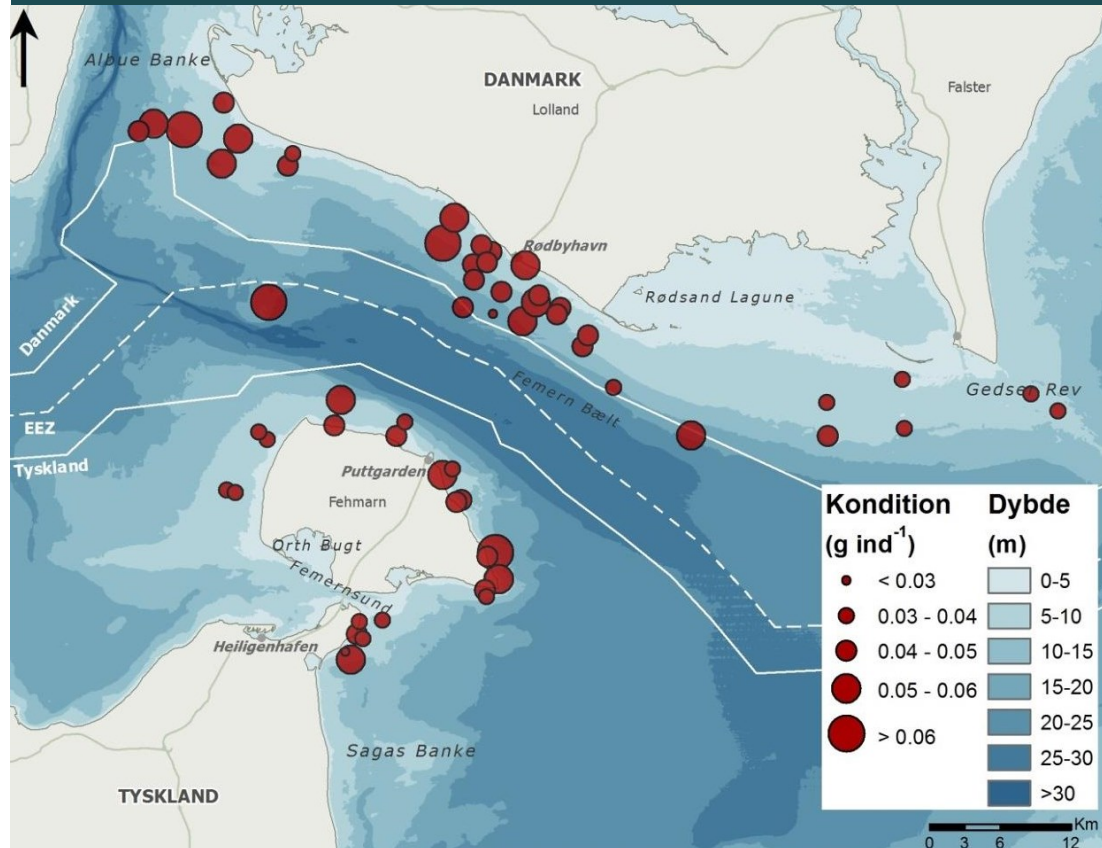 Albue Banke
DANMARK
Lolland
Falster
Rødbyhavn
Rødsand Lagune
Danmark
Femern Bælt
Gedser Rev
EEZ
Tyskland
Puttgarden
Fehmarn
Orth Bugt
Femernsund
Heiligenhafen
Sagas Banke
TYSKLAND
Kondition
(g ind⁻¹)
< 0.03
0.03 - 0.04
0.04 - 0.05
0.05 - 0.06
> 0.06
Dybde
(m)
0-5
5-10
10-15
15-20
20-25
25-30
>30
Km
0 3 6 12